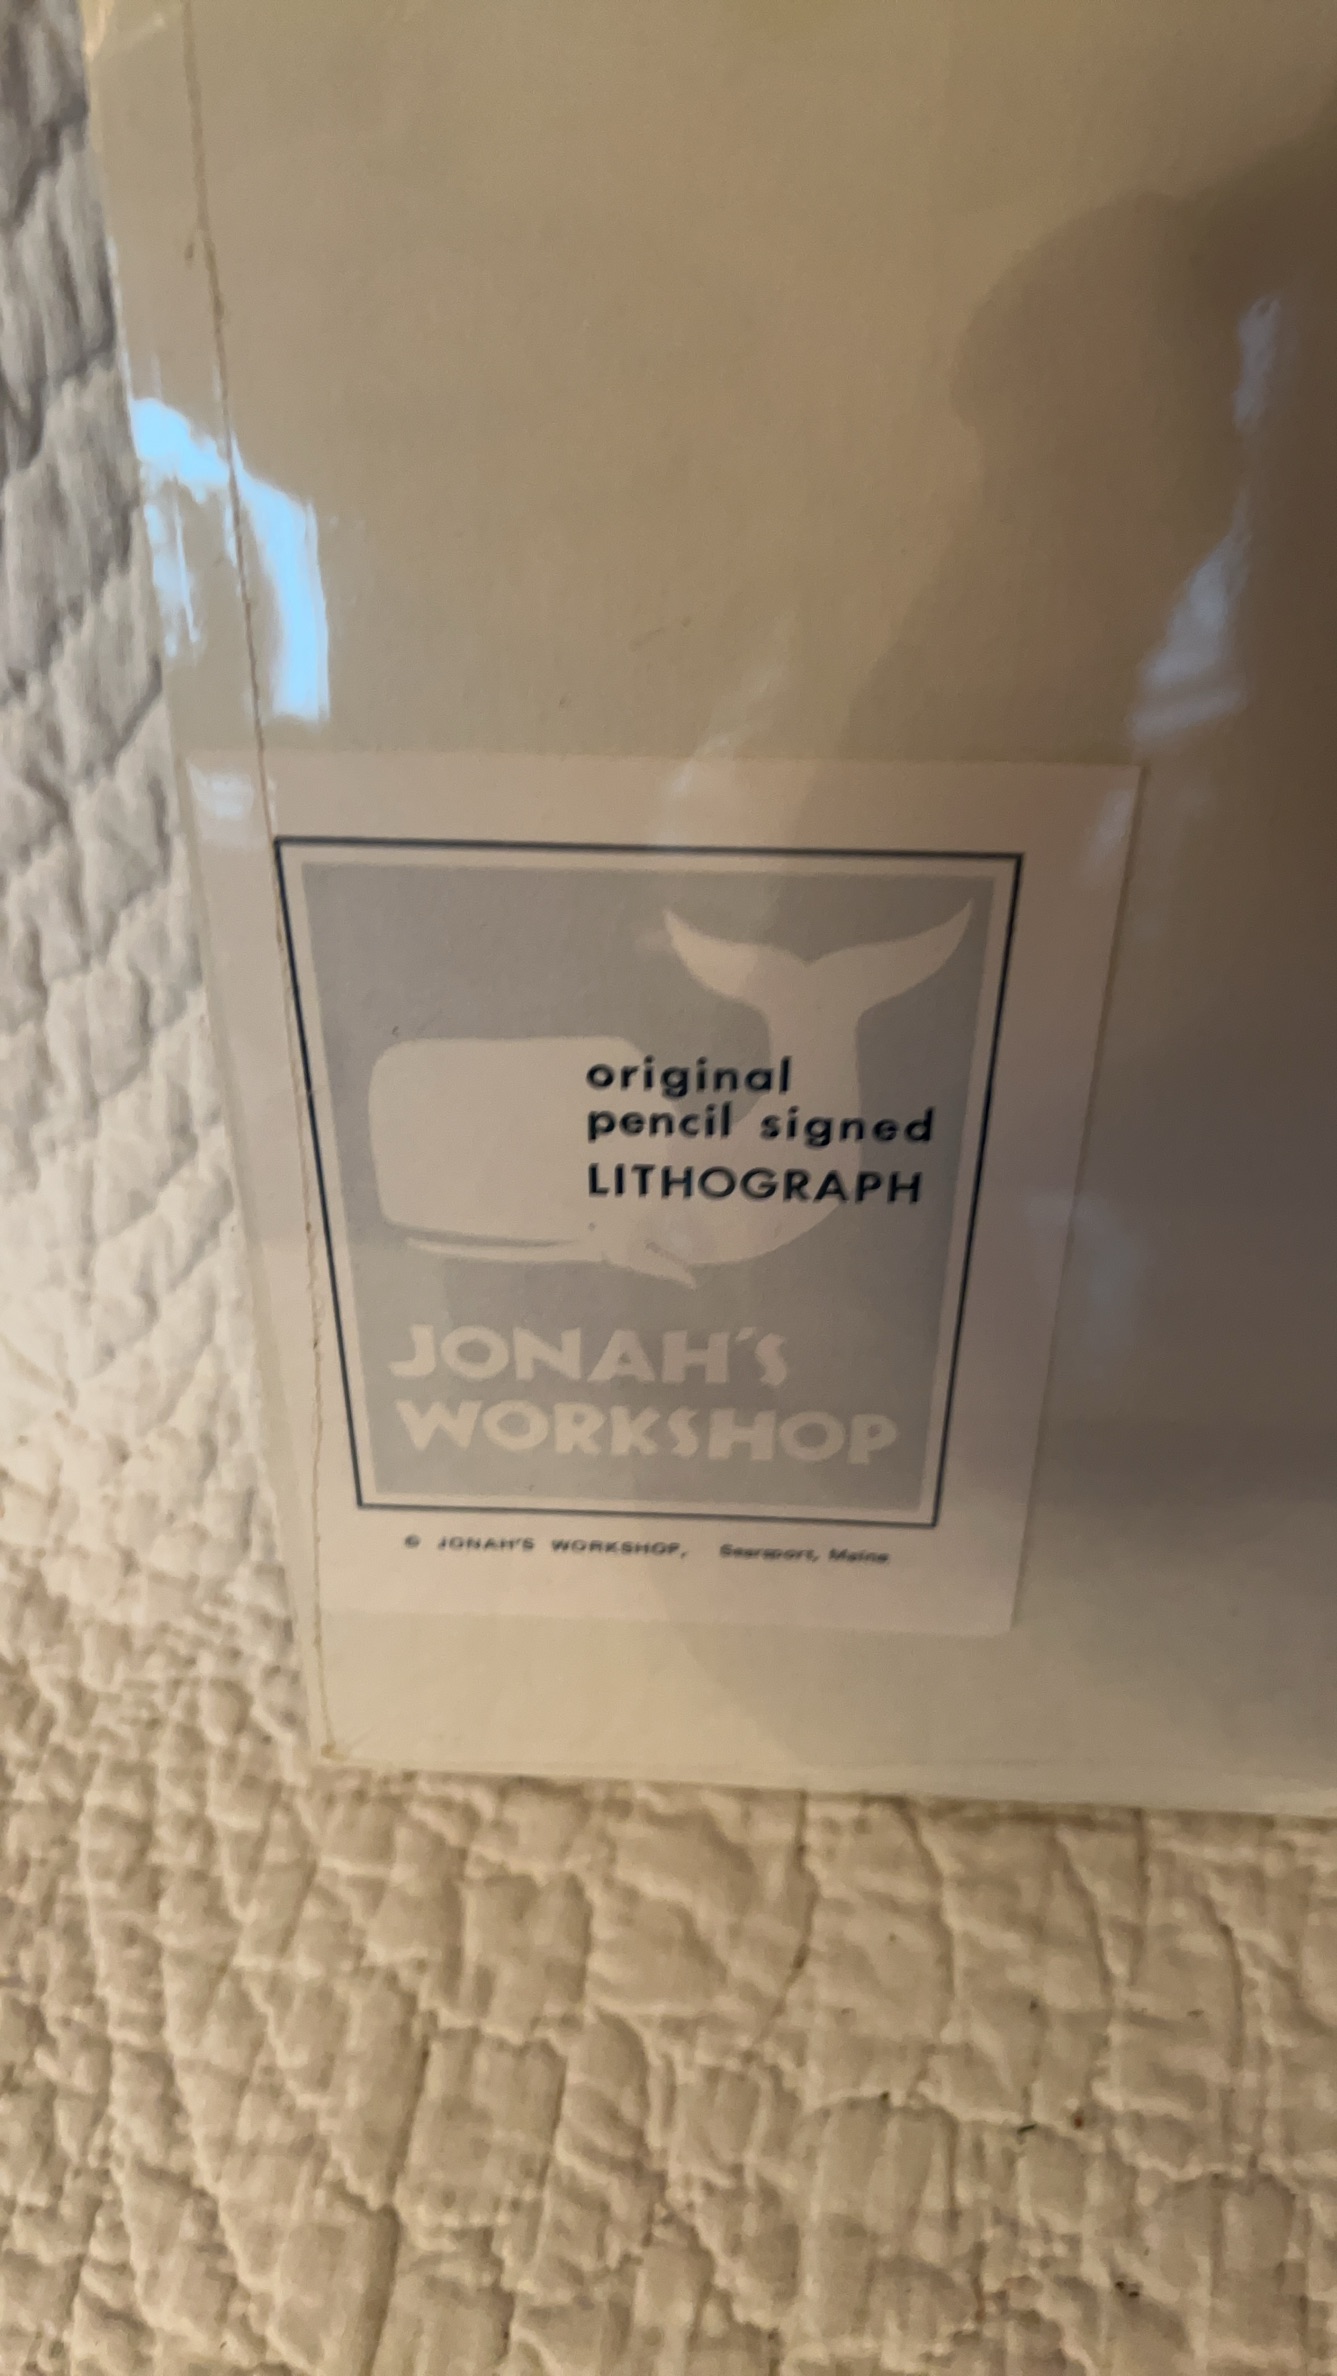 original
pencil signed
LITHOGRAPH
JONAH'S
WORKSHOP
© JONAH'S WORKSHOP, Searsport, Maine